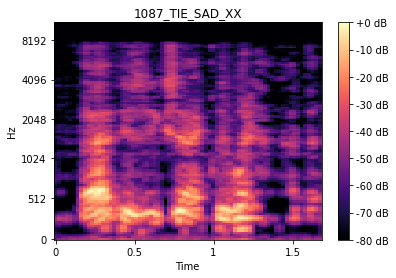 1087_TIE_SAD_XX
+0 dB
8192
-10 dB
4096
-20 dB
-30 dB
2048
Hz
-40 dB
1024
-50 dB
512
-60 dB
-70 dB
0
-80 dB
0
0.5
1
1.5
Time